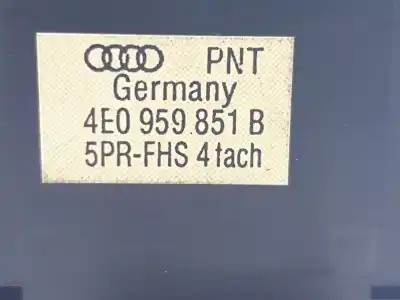 PNT
Germany
4E0 959 851 B
5PR-FHS 4fach